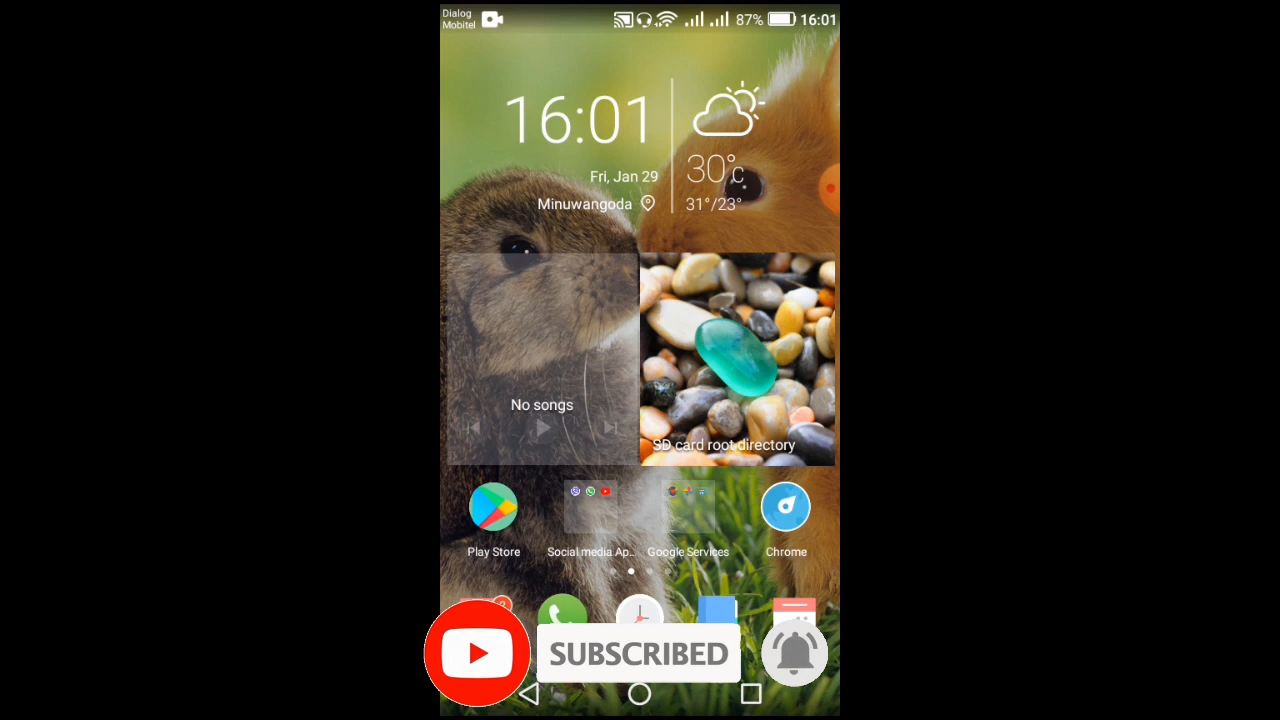 Dialog
Mobitel
87% 16:01
16:01
30°c
Fri, Jan 29
Minuwangoda
31°/23°
No songs
SD card root directory
Play Store
Social media Ap..
Google Services
Chrome
SUBSCRIBED